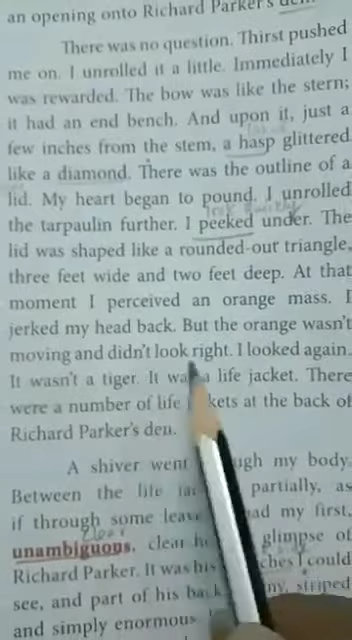 an opening onto Richard Parker's den.
There was no question. Thirst pushed
me on. I unrolled it a little. Immediately I
was rewarded. The bow was like the stern;
it had an end bench. And upon it, just a
few inches from the stem, a hasp glittered
like a diamond. There was the outline of a
lid. My heart began to pound. I unrolled
the tarpaulin further. I peeked under. The
lid was shaped like a rounded-out triangle,
three feet wide and two feet deep. At that
moment I perceived an orange mass. I
jerked my head back. But the orange wasn't
moving and didn't look right. I looked again.
It wasn't a tiger. It wa a life jacket. There
were a number of life kets at the back of
Richard Parker's den.
A shiver went ugh my body.
Between the life jac partially, as
if through some leave ad my first,
clear
unambiguous, clear he glimpse of
Richard Parker. It was his ches I could
see, and part of his back. ny, striped
and simply enormous